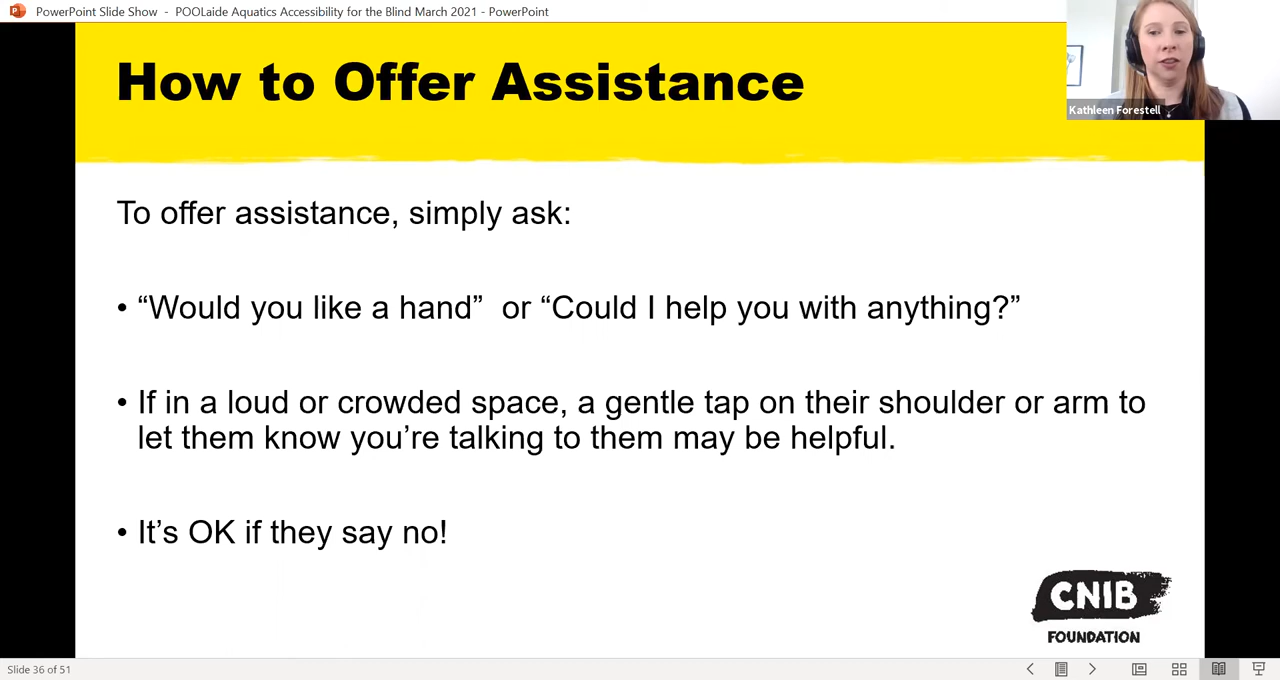 PowerPoint Slide Show - POOLaide Aquatics Accessibility for the Blind March 2021 - PowerPoint
How to Offer Assistance
Kathleen Forestell
To offer assistance, simply ask:
• “Would you like a hand”  or “Could I help you with anything?”
• If in a loud or crowded space, a gentle tap on their shoulder or arm to
let them know you’re talking to them may be helpful.
• It’s OK if they say no!
CNIB
FOUNDATION
Slide 36 of 51